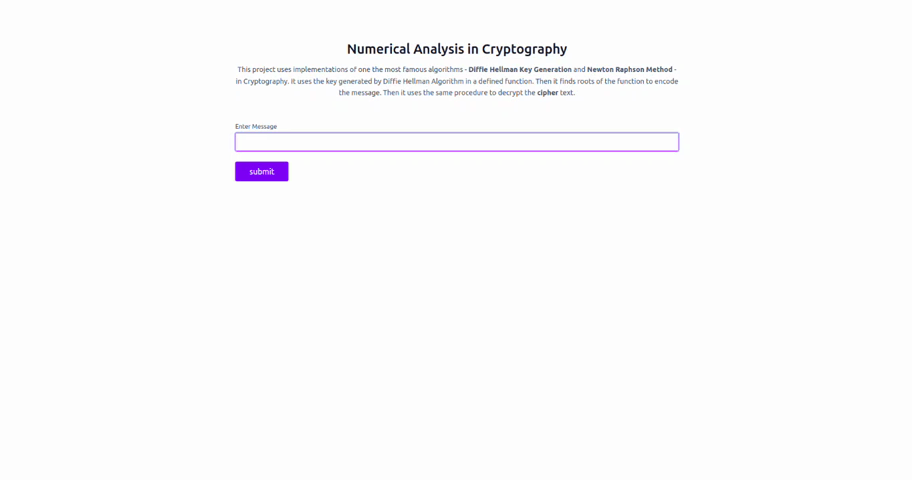 Numerical Analysis in Cryptography
This project uses implementations of one the most famous algorithms - Diffie Hellman Key Generation and Newton Raphson Method -
in Cryptography. It uses the key generated by Diffie Hellman Algorithm in a defined function. Then it finds roots of the function to encode
the message. Then it uses the same procedure to decrypt the cipher text.
Enter Message
submit